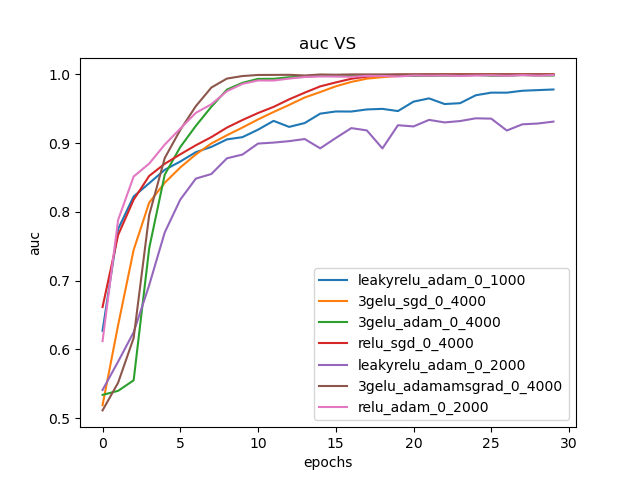 auc VS
auc
1.0
0.9
0.8
0.7
0.6
0.5
0
5
10
15
20
25
30
epochs
leakyrelu_adam_0_1000
3gelu_sgd_0_4000
3gelu_adam_0_4000
relu_sgd_0_4000
leakyrelu_adam_0_2000
3gelu_adamamsgrad_0_4000
relu_adam_0_2000